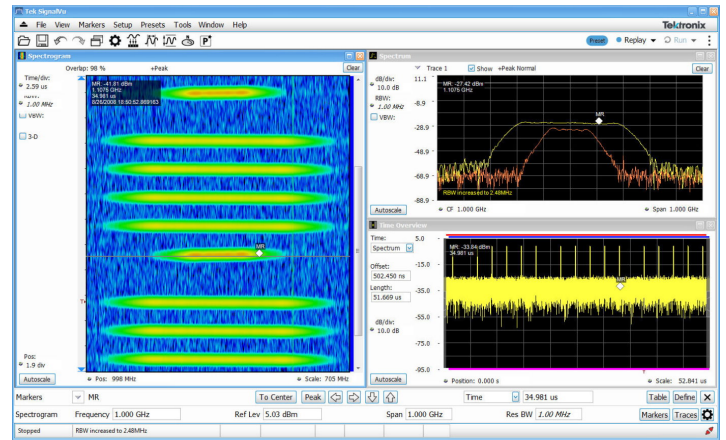 Tek SignalVu
File View Markers Setup Presets Tools Window Help
Tektronix
Preset Replay Run
Spectrogram
Overlap: 98 % +Peak Clear
Time/div:
2.59 us
RBW:
1.00 MHz
VBW:
3-D
MR: -41.81 dBm
1.1075 GHz
34.981 us
MR
T
Pos:
1.9 div
Autoscale Pos: 998 MHz Scale: 705 MHz
Spectrum
Trace 1 Show +Peak Normal Clear
dB/div:
10.0 dB
RBW:
1.00 MHz
VBW:
11.1
-8.9
-28.9
-48.9
-68.9
-88.9
MR: -27.42 dBm
1.1075 GHz
MR
RBW increased to 2.48MHz
Autoscale CF 1.000 GHz Span 1.000 GHz
Time Overview
Time:
Spectrum
Offset:
502.450 ns
Length:
51.669 us
dB/div:
10.0 dB
5.0
-15.0
-35.0
-55.0
-75.0
-95.0
MR: -33.84 dBm
34.981 us
MR
Autoscale Position: 0.000 s Scale: 52.841 us
Markers MR To Center Peak Time 34.981 us Table Define
Spectrogram Frequency 1.000 GHz Ref Lev 5.03 dBm Span 1.000 GHz Res BW 1.00 MHz Markers Traces
Stopped RBW increased to 2.48MHz